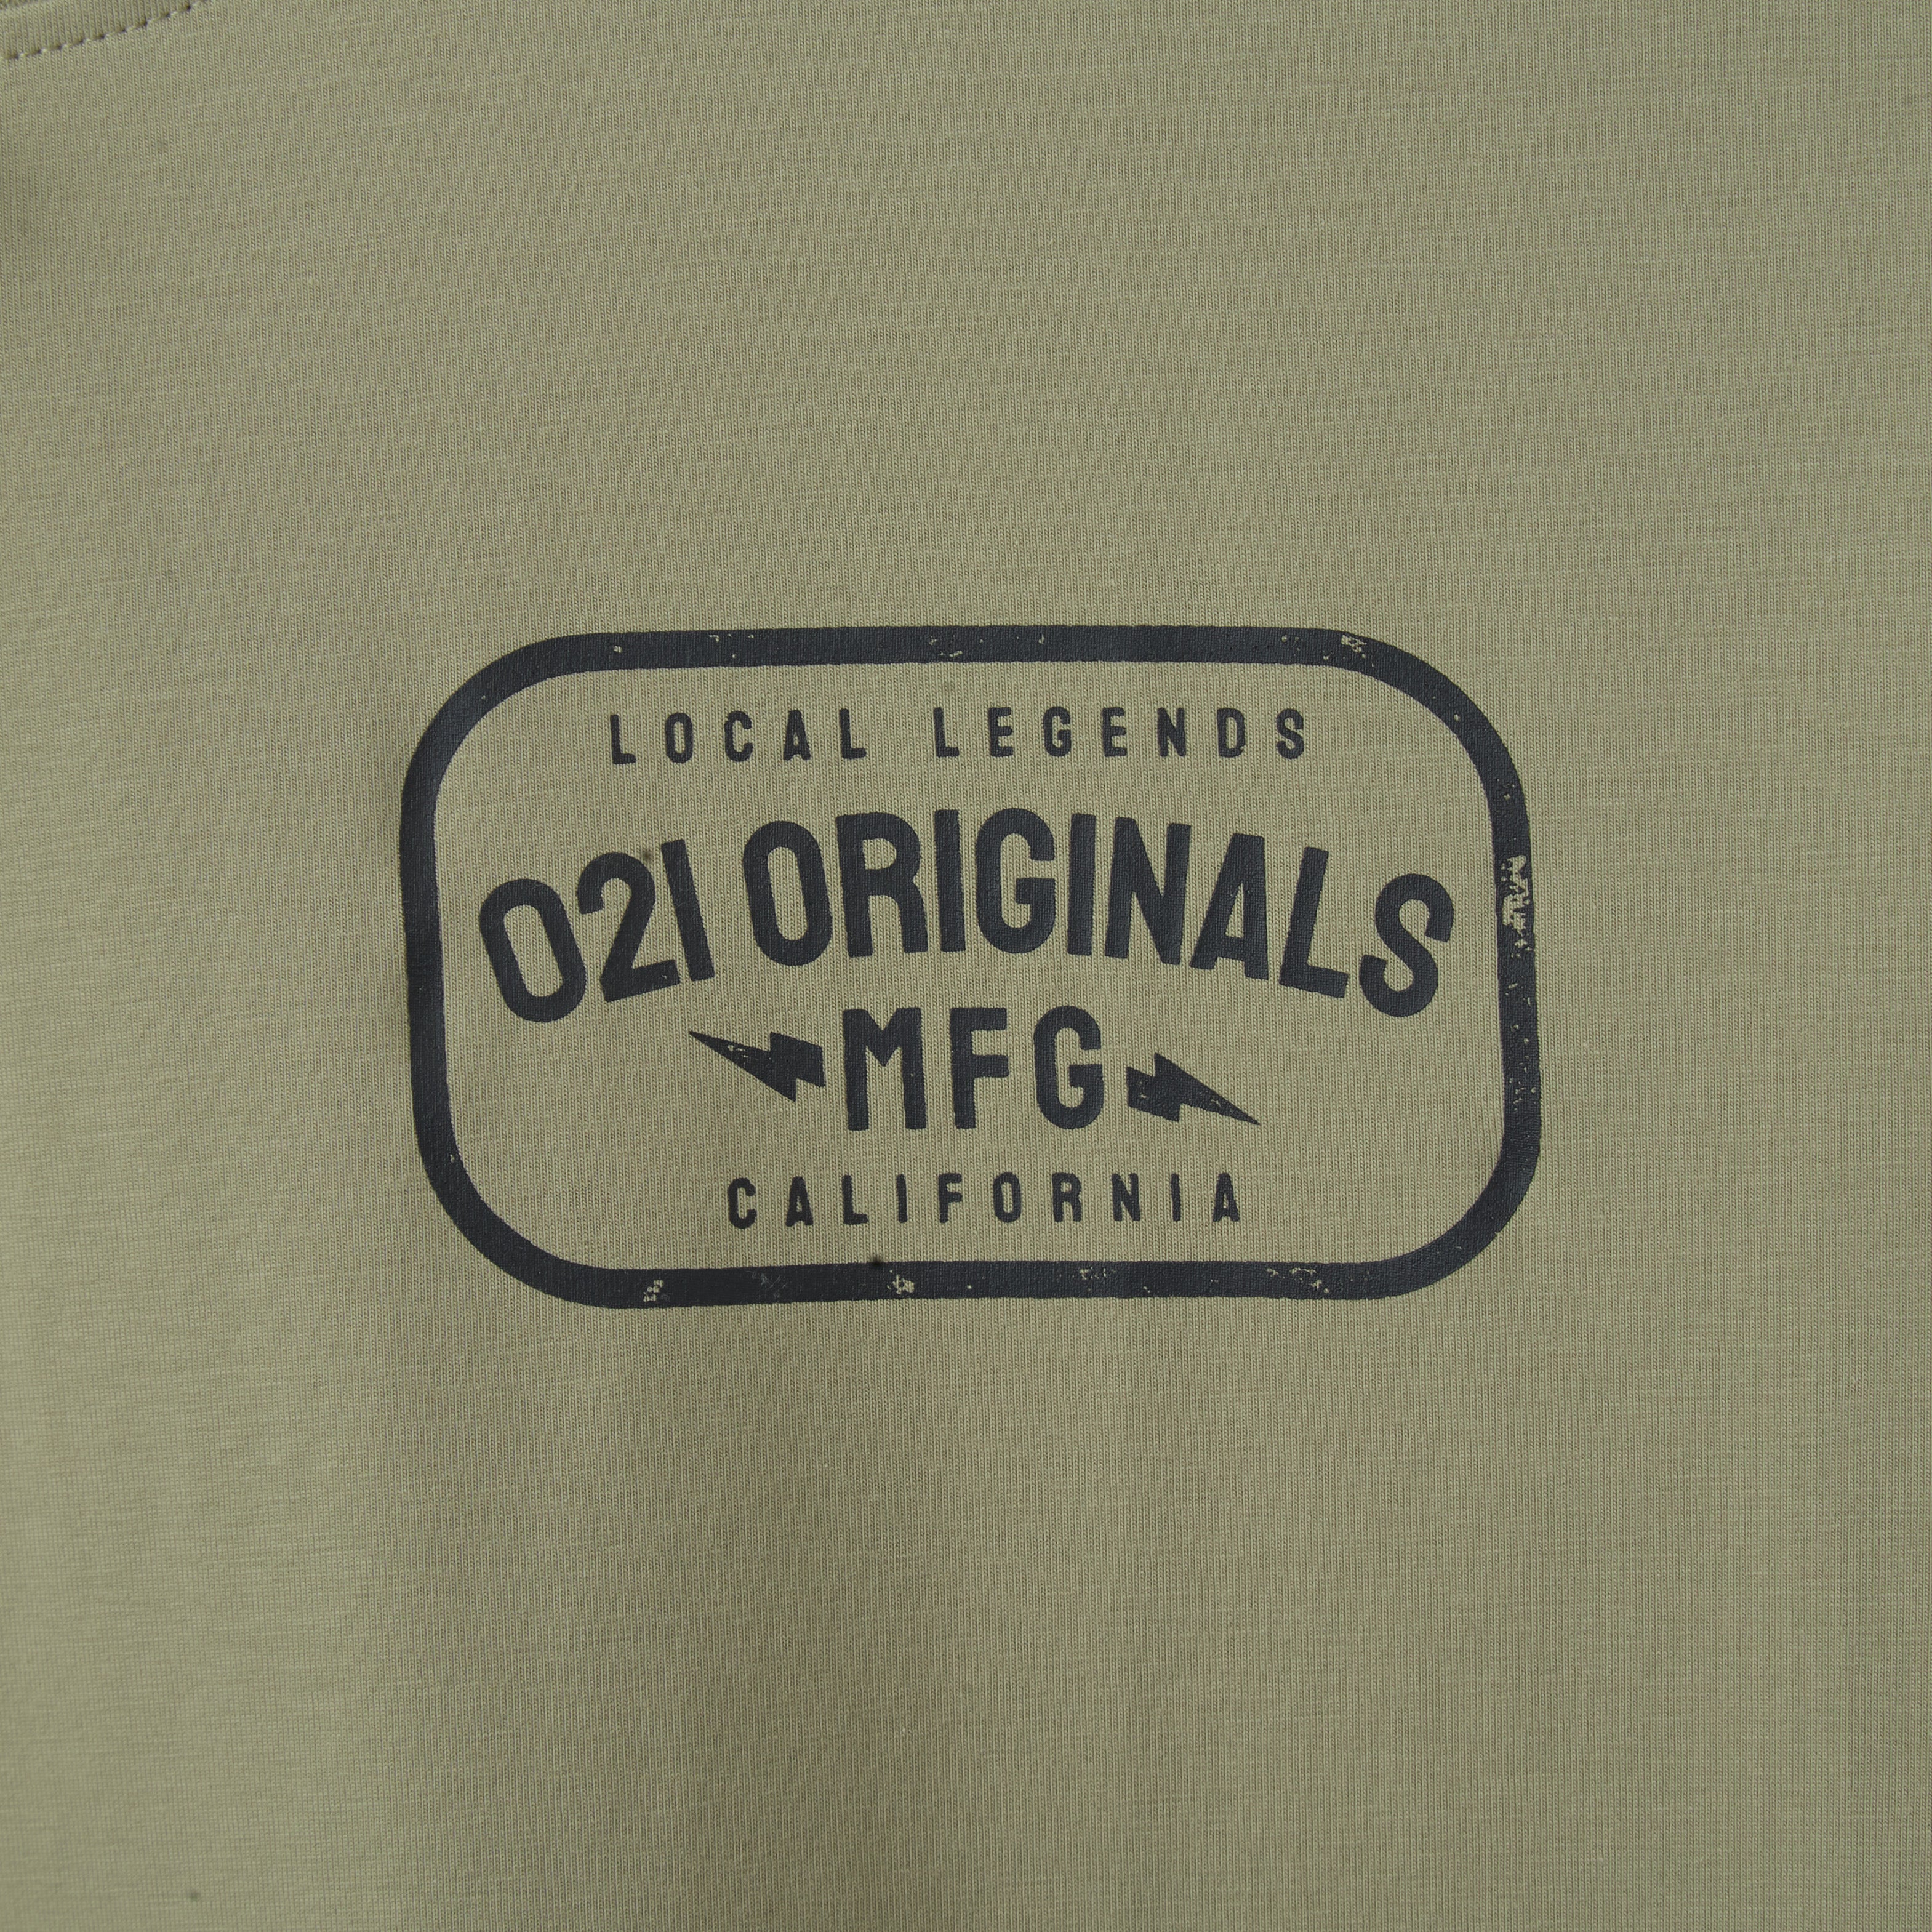 LOCAL LEGENDS
021 ORIGINALS
MFG
CALIFORNIA